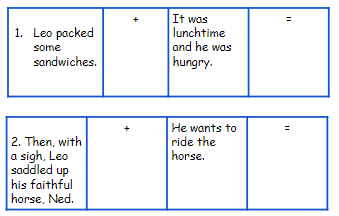 1. Leo packed
some
sandwiches.
+
It was
lunchtime
and he was
hungry.
=
2. Then, with
a sigh, Leo
saddled up
his faithful
horse, Ned.
+
He wants to
ride the
horse.
=